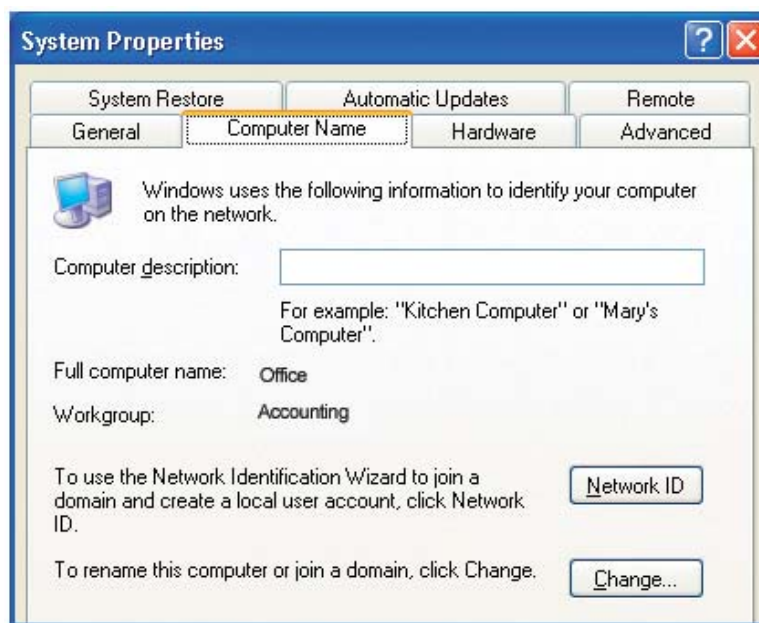 System Properties
?
X
System Restore
Automatic Updates
Remote
General
Computer Name
Hardware
Advanced
Windows uses the following information to identify your computer
on the network.
Computer description:
For example: "Kitchen Computer" or "Mary's
Computer".
Full computer name:
Office
Workgroup:
Accounting
To use the Network Identification Wizard to join a
domain and create a local user account, click Network
ID.
Network ID
To rename this computer or join a domain, click Change.
Change...